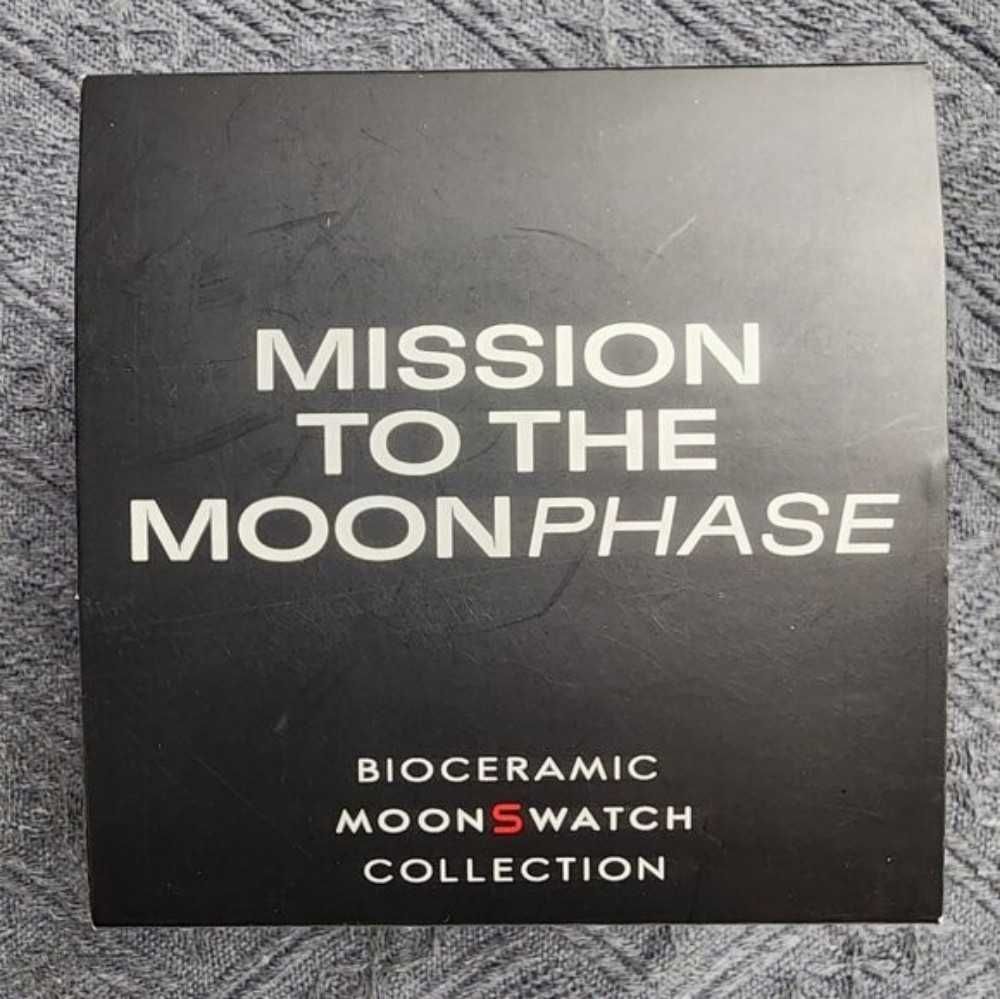 MISSION
TO THE
MOONPHASE
BIOCERAMIC
MOONSWATCH
COLLECTION